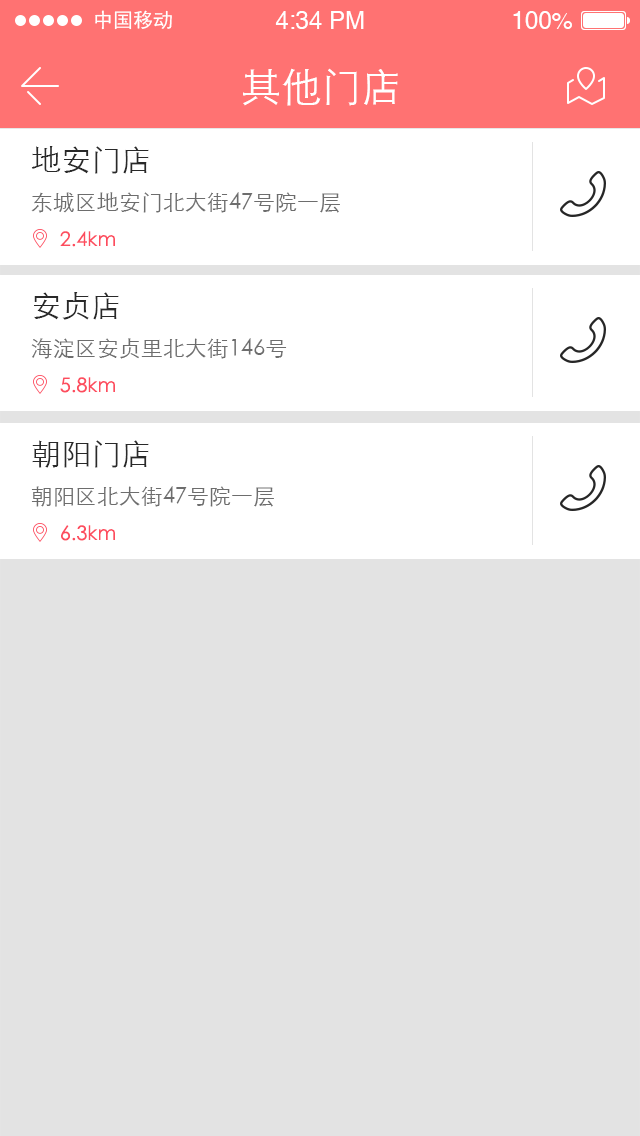 中国移动 4:34 PM 100%
其他门店
地安门店
东城区地安门北大街47号院一层
2.4km
安贞店
海淀区安贞里北大街146号
5.8km
朝阳门店
朝阳区北大街47号院一层
6.3km